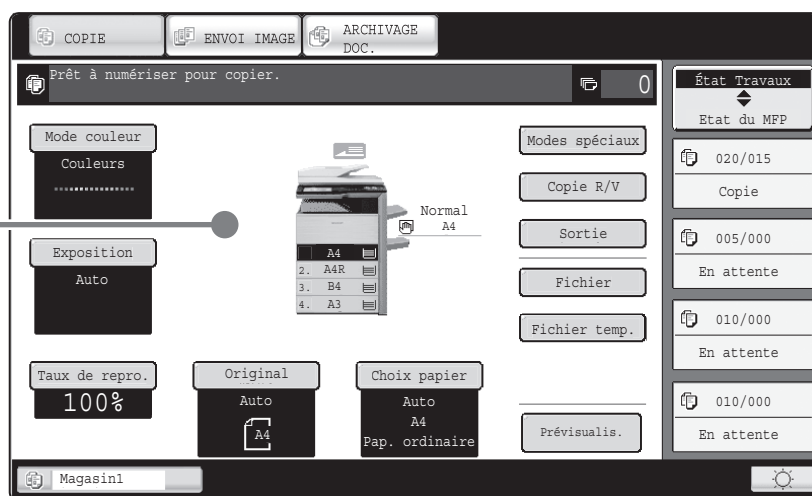 COPIE
ENVOI IMAGE
ARCHIVAGE
DOC.
Prêt à numériser pour copier.
0
Mode couleur
Couleurs
Exposition
Auto
Taux de repro.
100%
Original
Auto
A4
Choix papier
Auto
A4
Pap. ordinaire
Normal
A4
A4
2. A4R
3. B4
4. A3
Modes spéciaux
Copie R/V
Sortie
Fichier
Fichier temp.
Prévisualis.
État Travaux
Etat du MFP
020/015
Copie
005/000
En attente
010/000
En attente
010/000
En attente
Magasin1